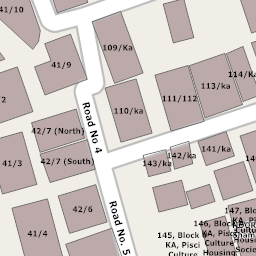 41/10
109/ka
41/9
114/ka
113/ka
111/112
110/ka
Road No 4
42/7 (North)
41/3
42/7 (South)
143/ka
142/ka
141/ka
42/6
41/4
Road No. 5
147, Block
KA, Pisci
146, Block
KA, Pisci
Culture
Housing
145, Block
KA, Pisci
Culture